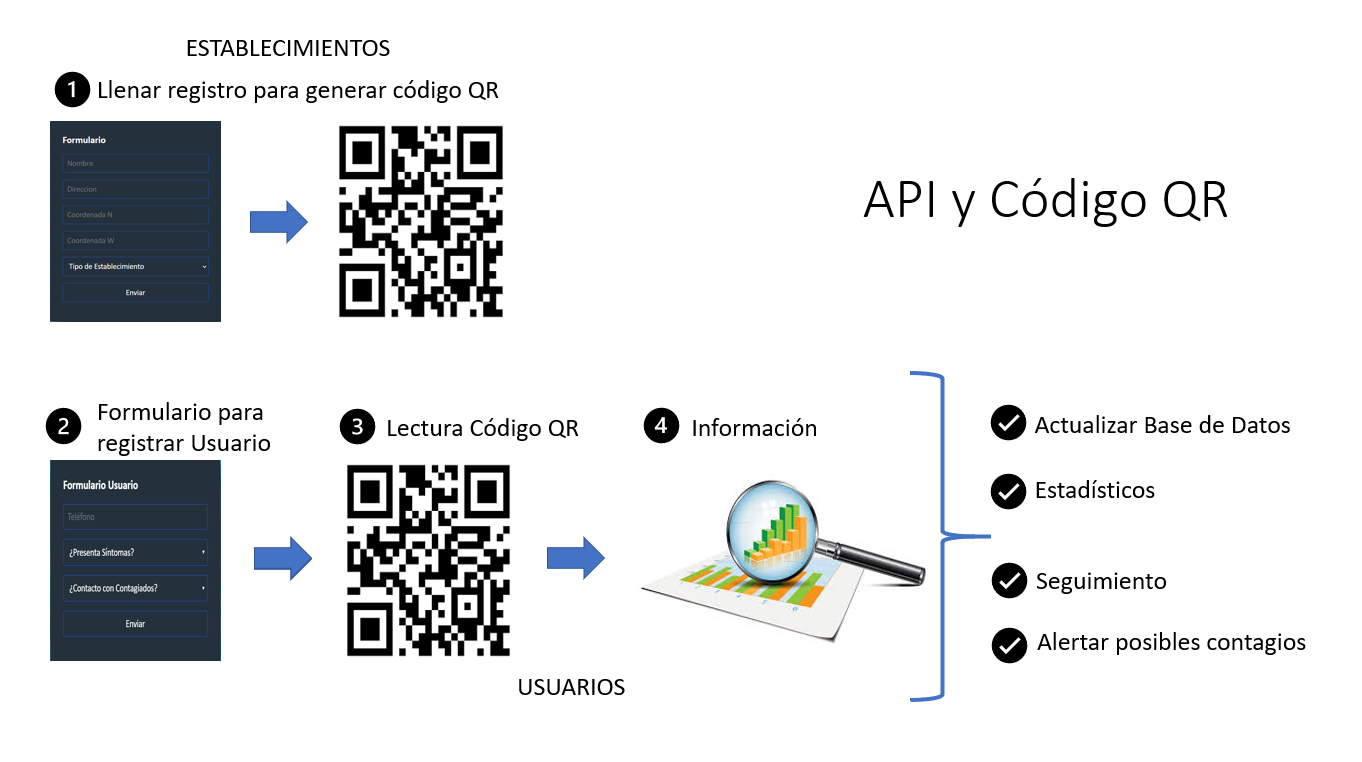 ESTABLECIMIENTOS
1 Llenar registro para generar código QR
Formulario
Nombre
Direccion
Coordenada N
Coordenada W
Tipo de Establecimiento
Enviar
API y Código QR
2 Formulario para
registrar Usuario
Formulario Usuario
Teléfono
¿Presenta Síntomas?
¿Contacto con Contagiados?
Enviar
3 Lectura Código QR
4 Información
USUARIOS
Actualizar Base de Datos
Estadísticos
Seguimiento
Alertar posibles contagios